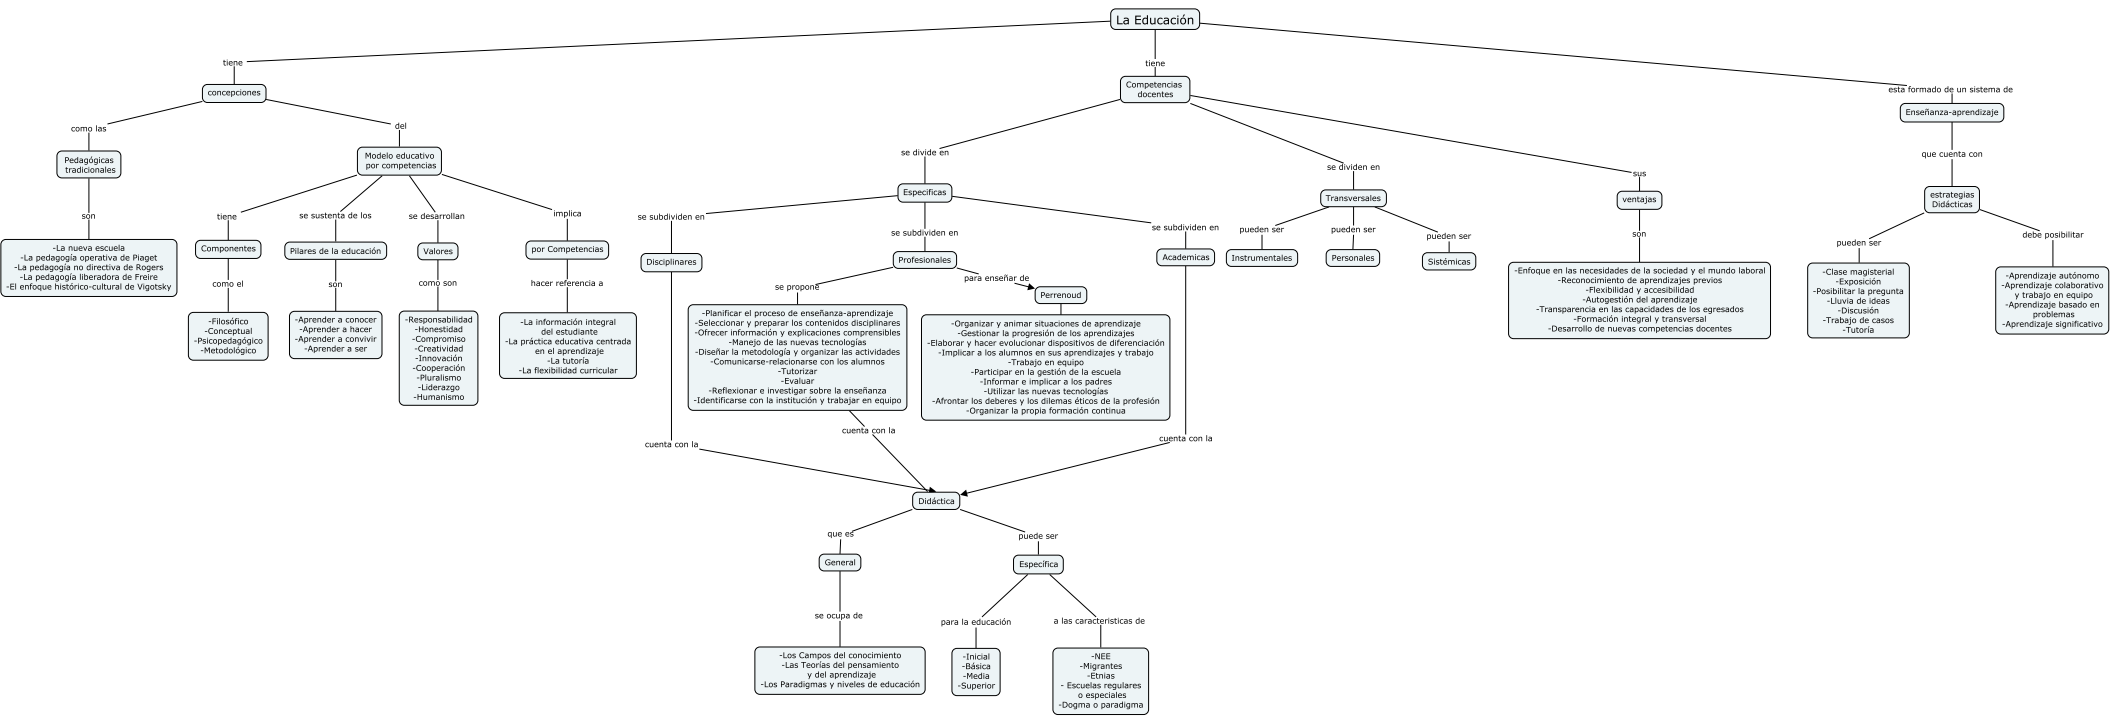 La Educación
tiene
tiene
esta formado de un sistema de
concepciones
Competencias
docentes
Enseñanza-aprendizaje
como las
del
se divide en
se dividen en
sus
que cuenta con
Pedagógicas
tradicionales
Modelo educativo
por competencias
Especificas
Transversales
ventajas
estrategias
Didácticas
son
tiene
se sustenta de los
se desarrollan
implica
se subdividen en
se subdividen en
se subdividen en
pueden ser
pueden ser
pueden ser
son
pueden ser
debe posibilitar
-La nueva escuela
-La pedagogía operativa de Piaget
-La pedagogía no directiva de Rogers
-La pedagogía liberadora de Freire
-El enfoque histórico-cultural de Vigotsky
Componentes
Pilares de la educación
Valores
por Competencias
Disciplinares
Profesionales
Academicas
Instrumentales
Personales
Sistémicas
como el
son
como son
hacer referencia a
se propone
para enseñar de
Perrenoud
-Filosófico
-Conceptual
-Psicopedagógico
-Metodológico
-Aprender a conocer
-Aprender a hacer
-Aprender a convivir
-Aprender a ser
-Responsabilidad
-Honestidad
-Compromiso
-Creatividad
-Innovación
-Cooperación
-Pluralismo
-Liderazgo
-Humanismo
-La información integral
del estudiante
-La práctica educativa centrada
en el aprendizaje
-La tutoría
-La flexibilidad curricular
-Planificar el proceso de enseñanza-aprendizaje
-Seleccionar y preparar los contenidos disciplinares
-Ofrecer información y explicaciones comprensibles
-Manejo de las nuevas tecnologías
-Diseñar la metodología y organizar las actividades
-Comunicarse-relacionarse con los alumnos
-Tutorizar
-Evaluar
-Reflexionar e investigar sobre la enseñanza
-Identificarse con la institución y trabajar en equipo
-Organizar y animar situaciones de aprendizaje
-Gestionar la progresión de los aprendizajes
-Elaborar y hacer evolucionar dispositivos de diferenciación
-Implicar a los alumnos en sus aprendizajes y trabajo
-Trabajo en equipo
-Participar en la gestión de la escuela
-Informar e implicar a los padres
-Utilizar las nuevas tecnologías
-Afrontar los deberes y los dilemas éticos de la profesión
-Organizar la propia formación continua
-Enfoque en las necesidades de la sociedad y el mundo laboral
-Reconocimiento de aprendizajes previos
-Flexibilidad y accesibilidad
-Autogestión del aprendizaje
-Transparencia en las capacidades de los egresados
-Formación integral y transversal
-Desarrollo de nuevas competencias docentes
-Clase magisterial
-Exposición
-Posibilitar la pregunta
-Lluvia de ideas
-Discusión
-Trabajo de casos
-Tutoría
-Aprendizaje autónomo
-Aprendizaje colaborativo
y trabajo en equipo
-Aprendizaje basado en
problemas
-Aprendizaje significativo
cuenta con la
cuenta con la
cuenta con la
Didáctica
que es
puede ser
General
Específica
se ocupa de
para la educación
a las caracteristicas de
-Los Campos del conocimiento
-Las Teorías del pensamiento
y del aprendizaje
-Los Paradigmas y niveles de educación
-Inicial
-Básica
-Media
-Superior
-NEE
-Migrantes
-Etnias
- Escuelas regulares
o especiales
-Dogma o paradigma